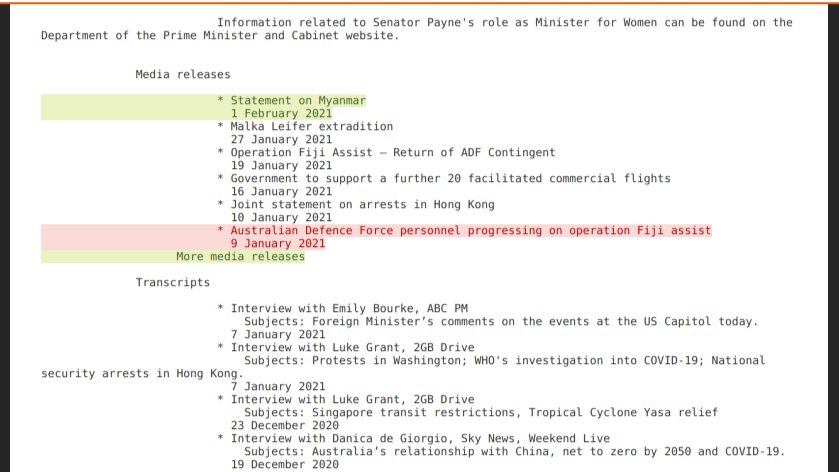 Information related to Senator Payne's role as Minister for Women can be found on the
Department of the Prime Minister and Cabinet website.
Media releases
* Statement on Myanmar
1 February 2021
* Malka Leifer extradition
27 January 2021
* Operation Fiji Assist – Return of ADF Contingent
19 January 2021
* Government to support a further 20 facilitated commercial flights
16 January 2021
* Joint statement on arrests in Hong Kong
10 January 2021
* Australian Defence Force personnel progressing on operation Fiji assist
9 January 2021
More media releases
Transcripts
* Interview with Emily Bourke, ABC PM
Subjects: Foreign Minister’s comments on the events at the US Capitol today.
7 January 2021
* Interview with Luke Grant, 2GB Drive
Subjects: Protests in Washington; WHO's investigation into COVID-19; National
security arrests in Hong Kong.
7 January 2021
* Interview with Luke Grant, 2GB Drive
Subjects: Singapore transit restrictions, Tropical Cyclone Yasa relief
23 December 2020
* Interview with Danica de Giorgio, Sky News, Weekend Live
Subjects: Australia’s relationship with China, net to zero by 2050 and COVID-19.
19 December 2020